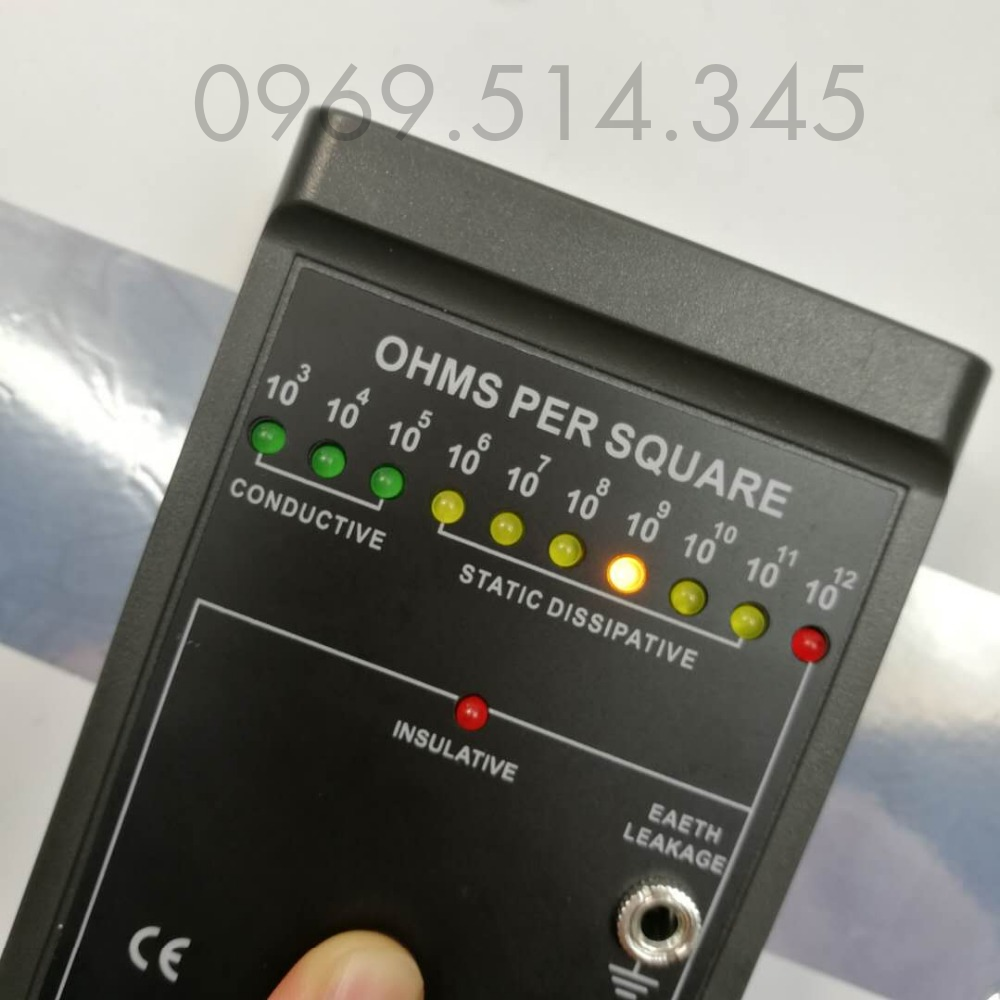 0969.514.345
OHMS PER SQUARE
10³ 10⁴ 10⁵ 10⁶ 10⁷ 10⁸ 10⁹ 10¹⁰ 10¹¹ 10¹²
CONDUCTIVE
STATIC DISSIPATIVE
INSULATIVE
EAETH
LEAKAGE
CE